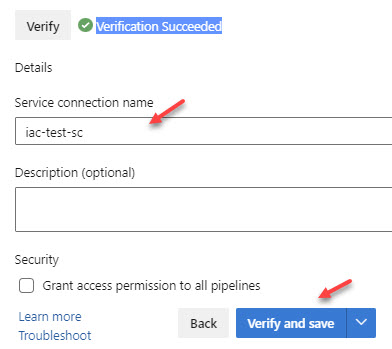 Verify Verification Succeeded
Details
Service connection name
iac-test-sc
Description (optional)
Security
Grant access permission to all pipelines
Learn more
Troubleshoot
Back Verify and save